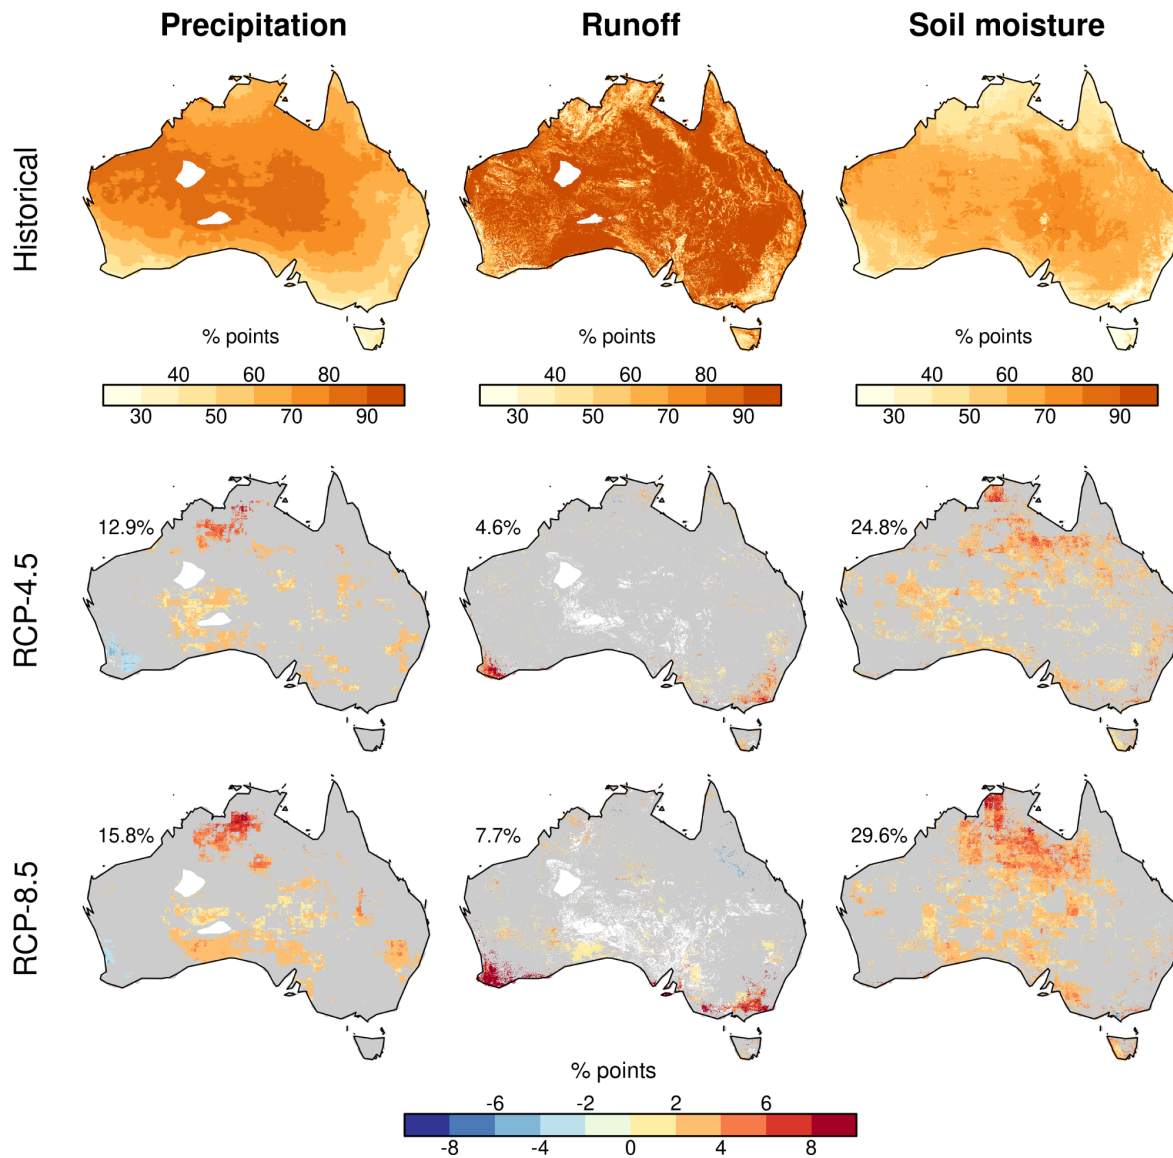 Precipitation Runoff Soil moisture
Historical
% points % points % points
40 60 80 40 60 80 40 60 80
30 50 70 90 30 50 70 90 30 50 70 90
RCP-4.5
12.9% 4.6% 24.8%
RCP-8.5
15.8% 7.7% 29.6%
% points
-6 -2 2 6
-8 -4 0 4 8